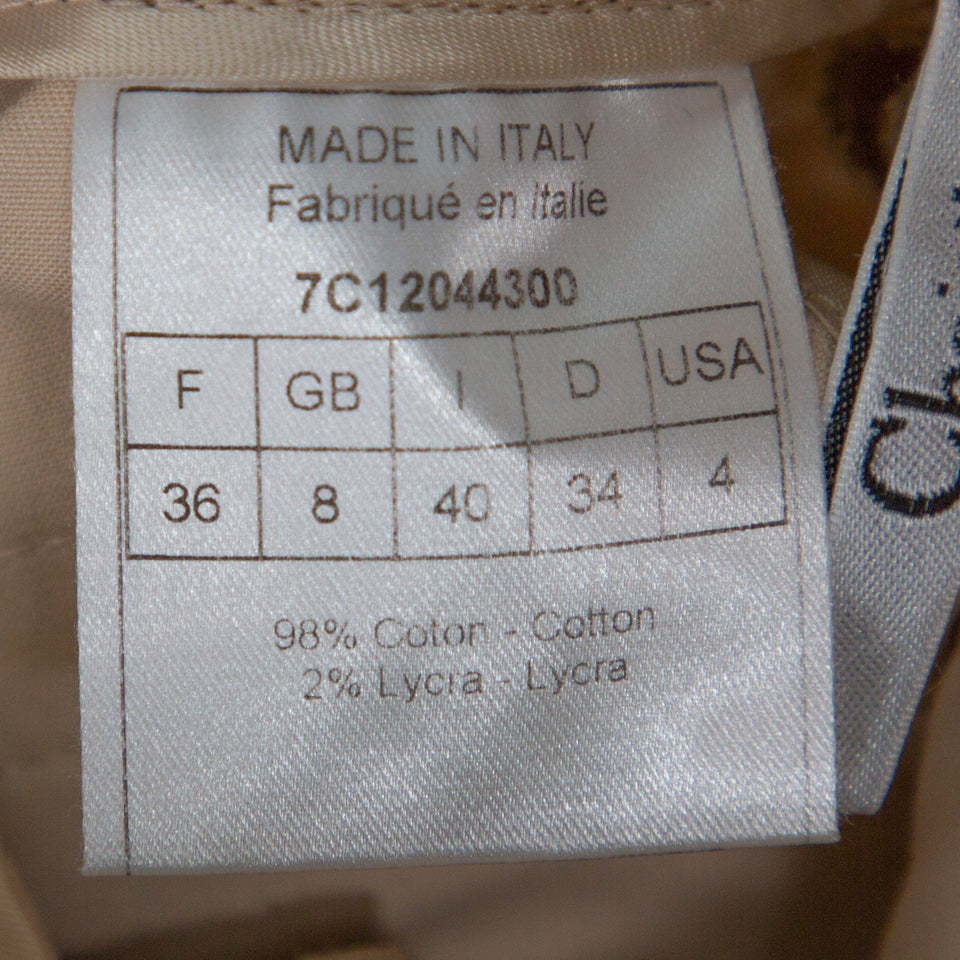 MADE IN ITALY
Fabriqué en Italie
7C12044300
F GB I D USA
36 8 40 34 4
98% Coton - Cotton
2% Lycra - Lycra